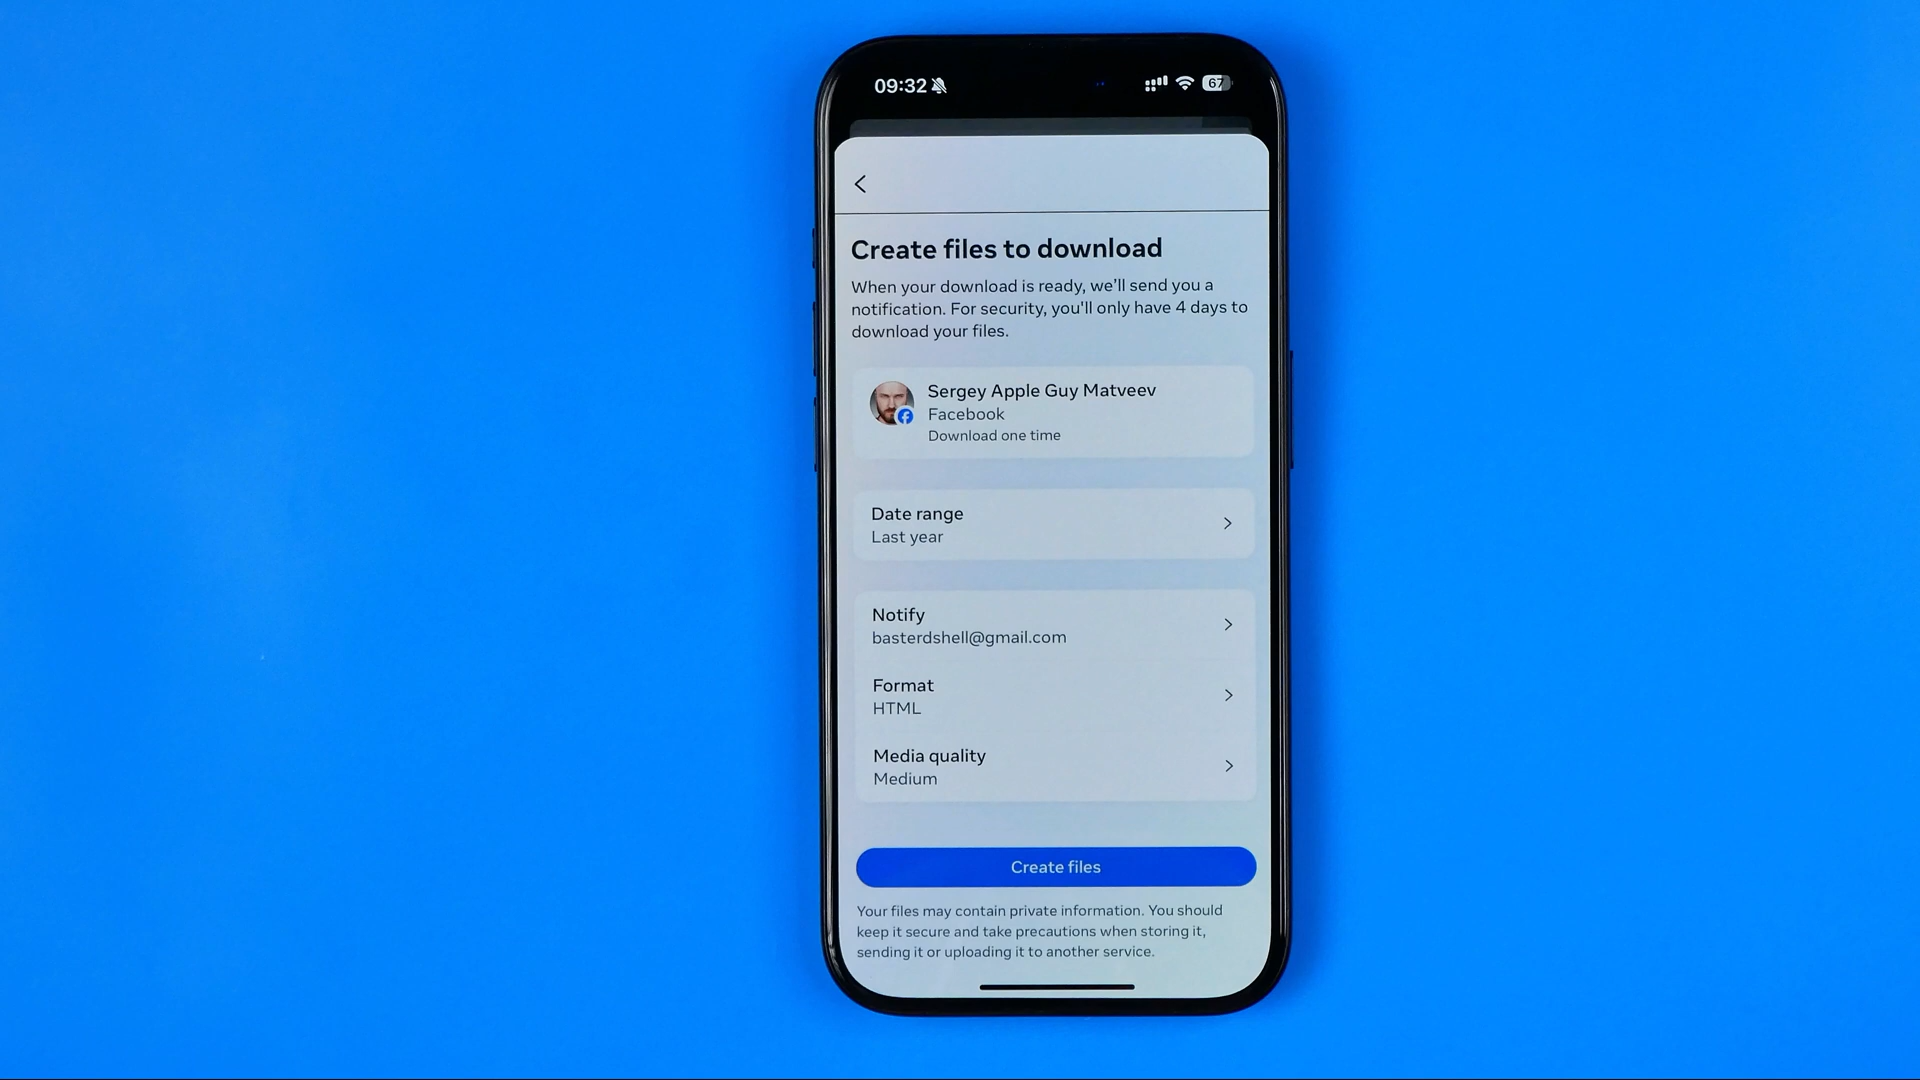 09:32
67
Create files to download
When your download is ready, we'll send you a
notification. For security, you'll only have 4 days to
download your files.
Sergey Apple Guy Matveev
Facebook
Download one time
Date range
Last year
Notify
basterdshell@gmail.com
Format
HTML
Media quality
Medium
Create files
Your files may contain private information. You should
keep it secure and take precautions when storing it,
sending it or uploading it to another service.